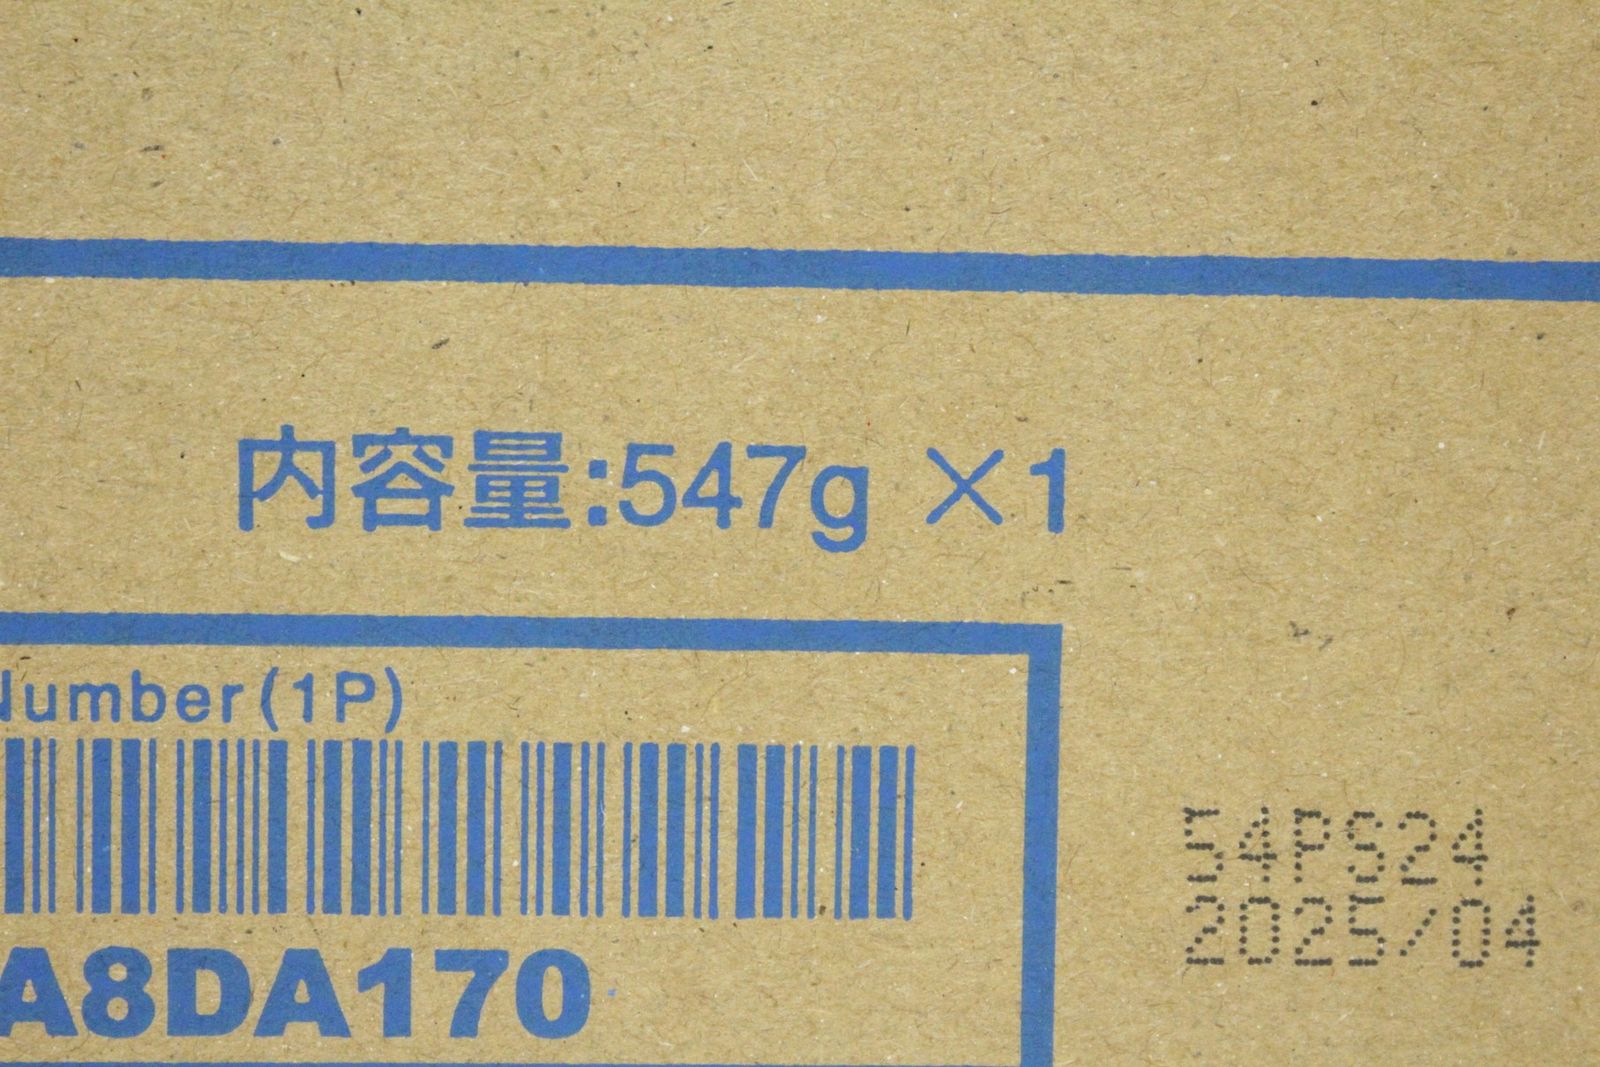 内容量:547g ×1
Number(1P)
A8DA170
54PS24
2025/04